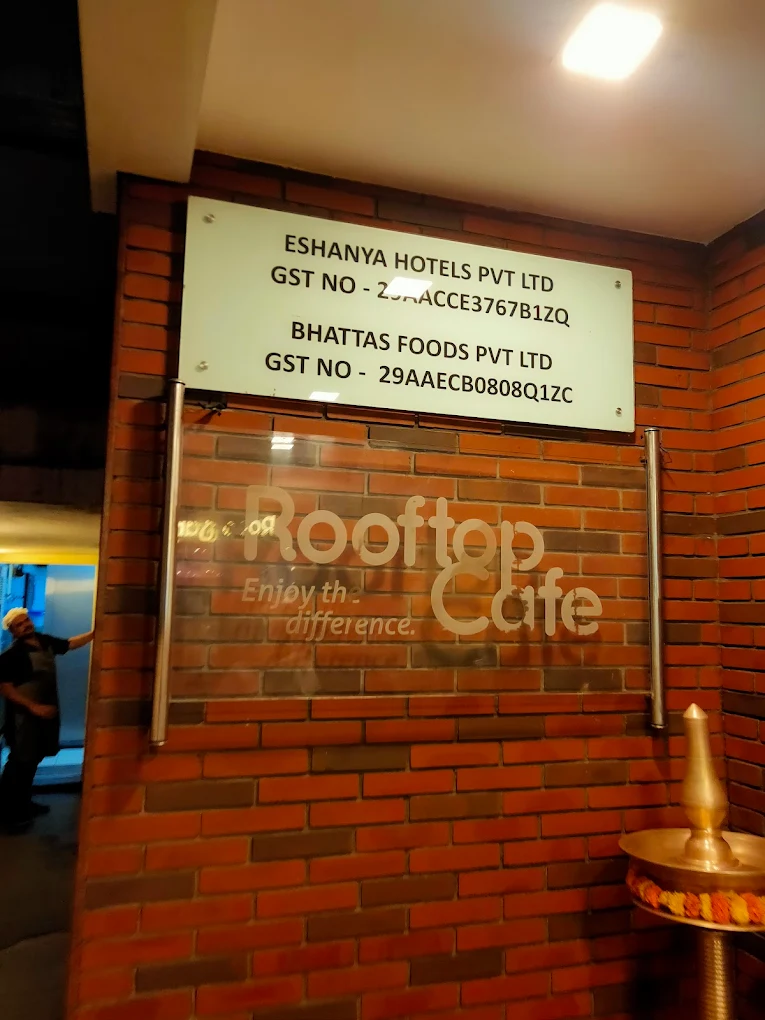 ESHANYA HOTELS PVT LTD
GST NO -
BHATTAS FOODS PVT LTD
GST NO - 29AAECB0808Q1ZC
Rooftop
Cafe
Enjoy the
difference.